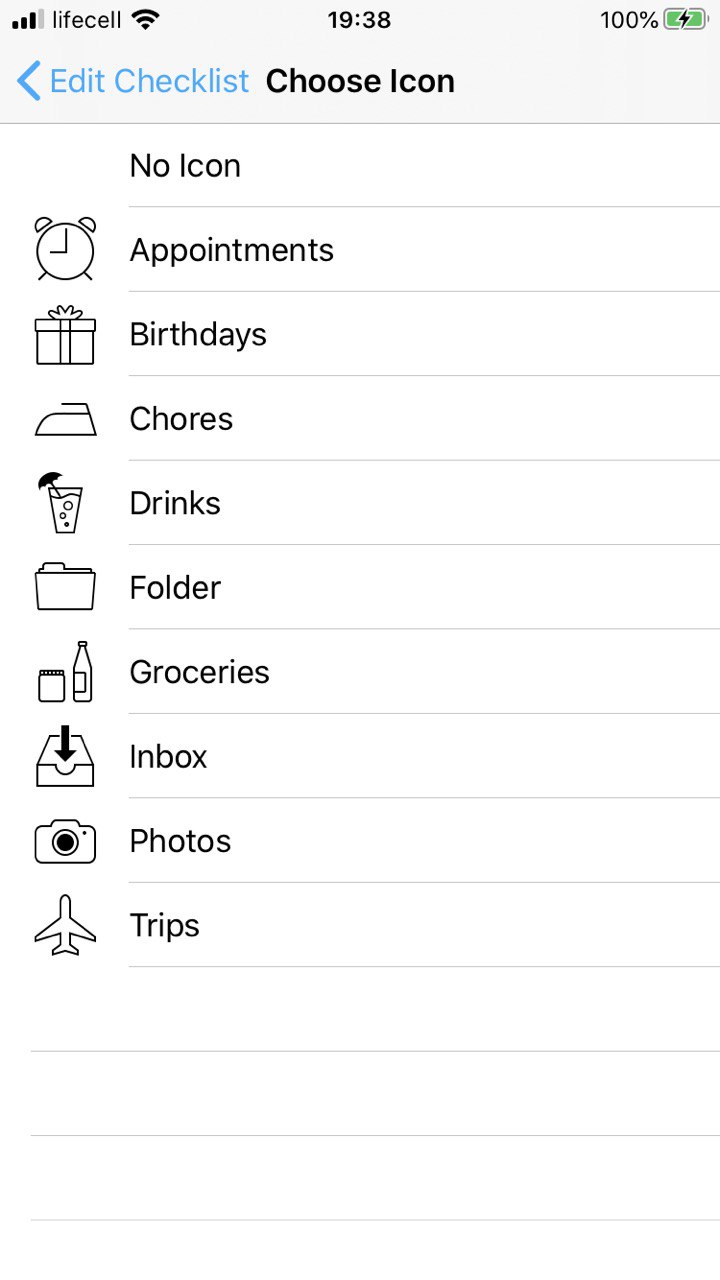 lifecell 19:38 100%
Edit Checklist Choose Icon
No Icon
Appointments
Birthdays
Chores
Drinks
Folder
Groceries
Inbox
Photos
Trips